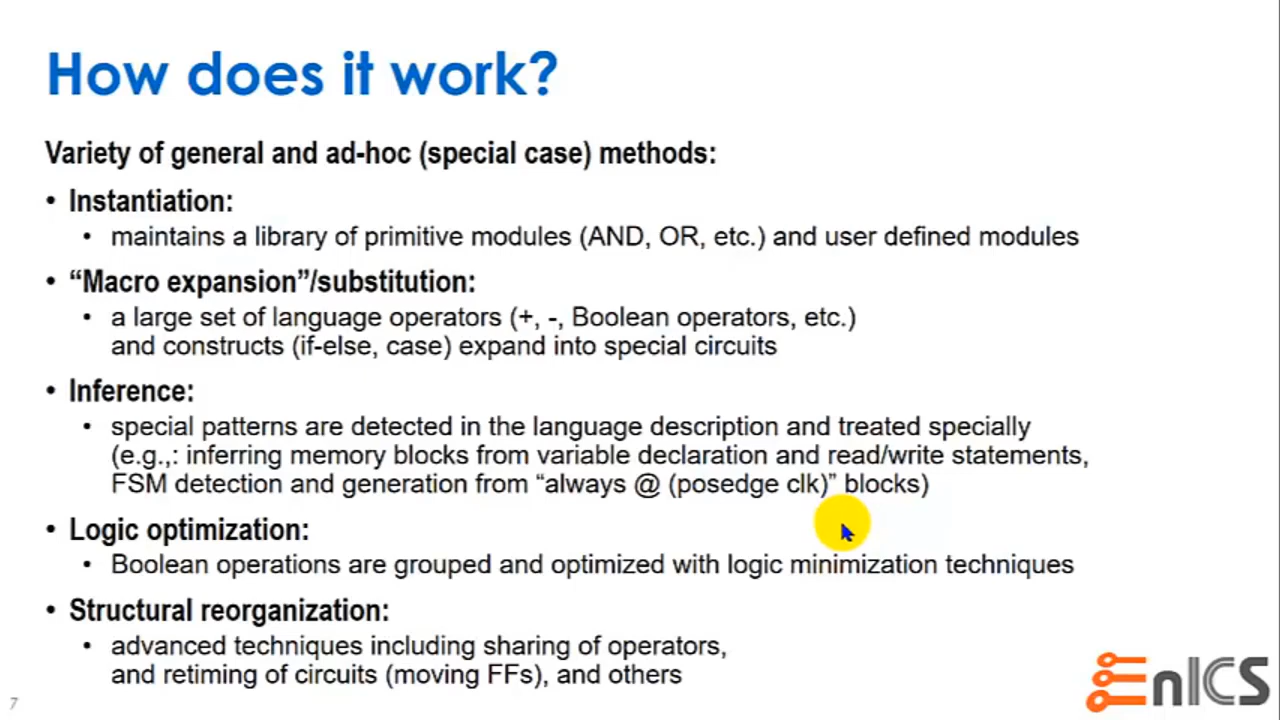 How does it work?
Variety of general and ad-hoc (special case) methods:
• Instantiation:
• maintains a library of primitive modules (AND, OR, etc.) and user defined modules
• “Macro expansion”/substitution:
• a large set of language operators (+, -, Boolean operators, etc.)
and constructs (if-else, case) expand into special circuits
• Inference:
• special patterns are detected in the language description and treated specially
(e.g.,: inferring memory blocks from variable declaration and read/write statements,
FSM detection and generation from “always @ (posedge clk)” blocks)
• Logic optimization:
• Boolean operations are grouped and optimized with logic minimization techniques
• Structural reorganization:
• advanced techniques including sharing of operators,
and retiming of circuits (moving FFs), and others
7
EnICS